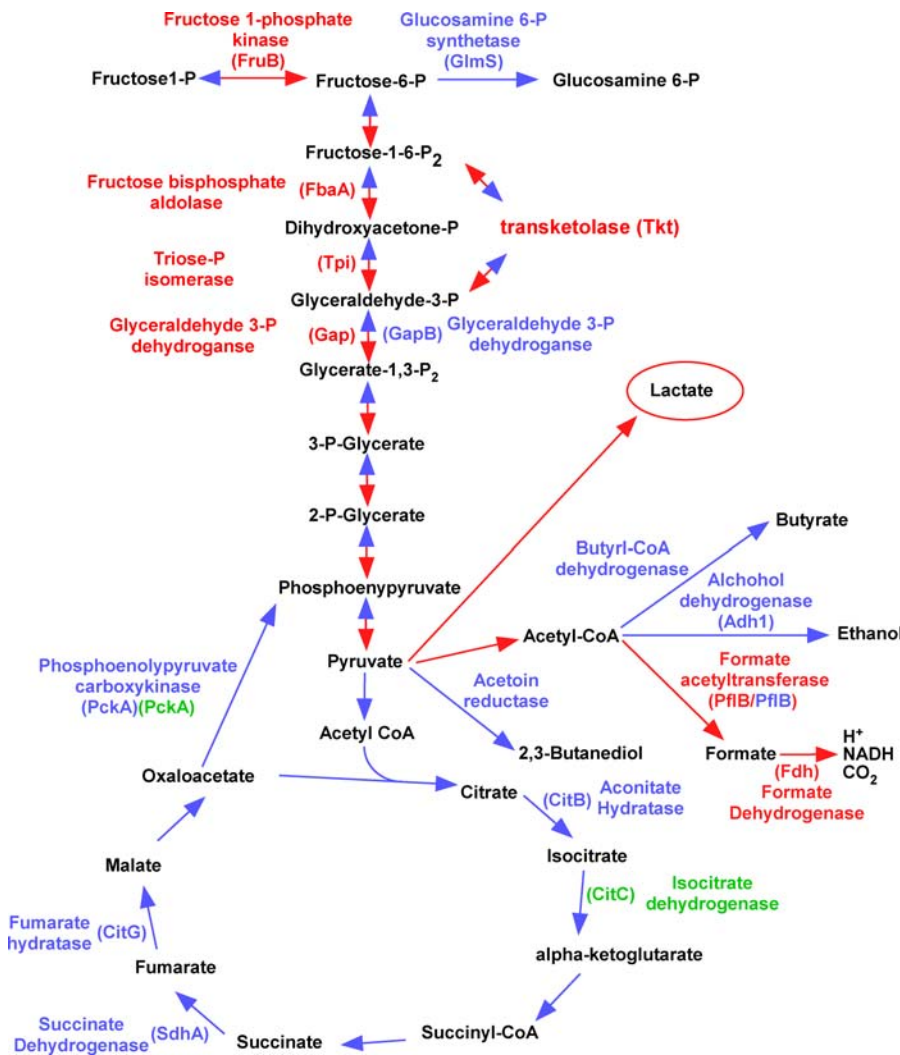 Fructose 1-phosphate
kinase
(FruB)
Glucosamine 6-P
synthetase
(GlmS)
Fructose1-P
Fructose-6-P
Glucosamine 6-P
Fructose-1-6-P2
Fructose bisphosphate
aldolase
(FbaA)
Dihydroxyacetone-P
transketolase (Tkt)
Triose-P
isomerase
(Tpi)
Glyceraldehyde-3-P
Glyceraldehyde 3-P
dehydroganse
(Gap)
(GapB)
Glyceraldehyde 3-P
dehydroganse
Glycerate-1,3-P2
Lactate
3-P-Glycerate
2-P-Glycerate
Butyrate
Butyrl-CoA
dehydrogenase
Phosphoenypyruvate
Alchohol
dehydrogenase
(Adh1)
Acetyl-CoA
Ethanol
Pyruvate
Phosphoenolypyruvate
carboxykinase
(PckA)(PckA)
Acetoin
reductase
Formate
acetyltransferase
(PflB/PflB)
Acetyl CoA
2,3-Butanediol
Formate
H+
NADH
CO2
(Fdh)
Formate
Dehydrogenase
Oxaloacetate
Citrate
(CitB)
Aconitate
Hydratase
Isocitrate
Malate
(CitC)
Isocitrate
dehydrogenase
Fumarate
hydratase
(CitG)
alpha-ketoglutarate
Fumarate
Succinate
Dehydrogenase
(SdhA)
Succinate
Succinyl-CoA